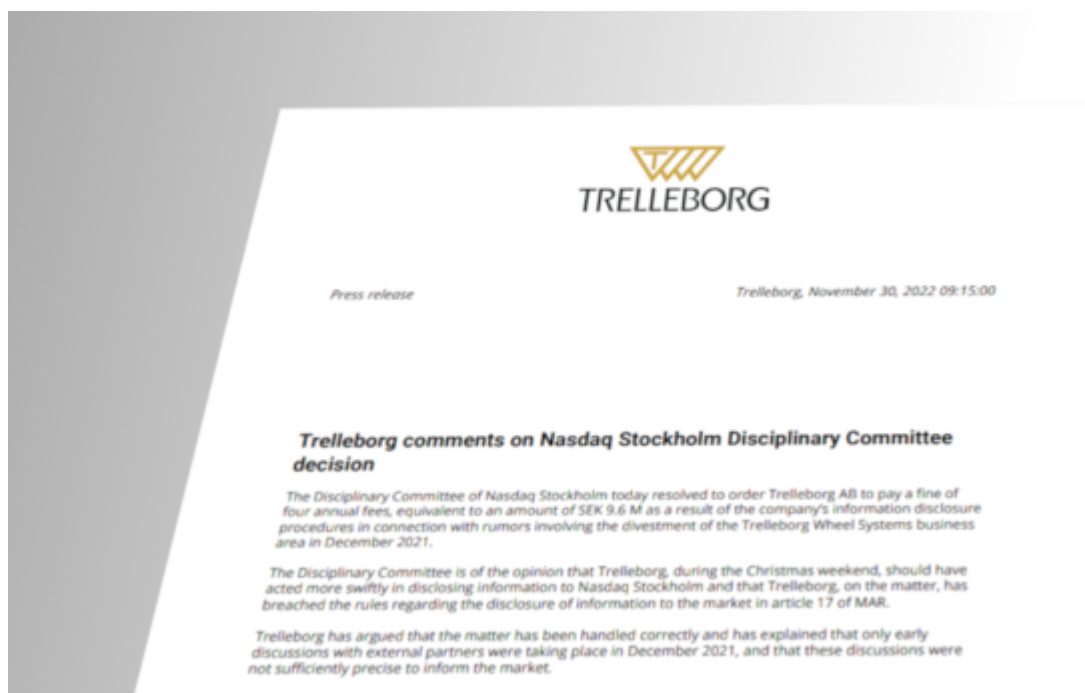 TRELLEBORG
Press release
Trelleborg, November 30, 2022 09:15:00
Trelleborg comments on Nasdaq Stockholm Disciplinary Committee
decision
The Disciplinary Committee of Nasdaq Stockholm today resolved to order Trelleborg AB to pay a fine of
four annual fees, equivalent to an amount of SEK 9.6 M as a result of the company's information disclosure
procedures in connection with rumors involving the divestment of the Trelleborg Wheel Systems business
area in December 2021.
The Disciplinary Committee is of the opinion that Trelleborg, during the Christmas weekend, should have
acted more swiftly in disclosing information to Nasdaq Stockholm and that Trelleborg, on the matter, has
breached the rules regarding the disclosure of information to the market in article 17 of MAR.
Trelleborg has argued that the matter has been handled correctly and has explained that only early
discussions with external partners were taking place in December 2021, and that these discussions were
not sufficiently precise to inform the market.